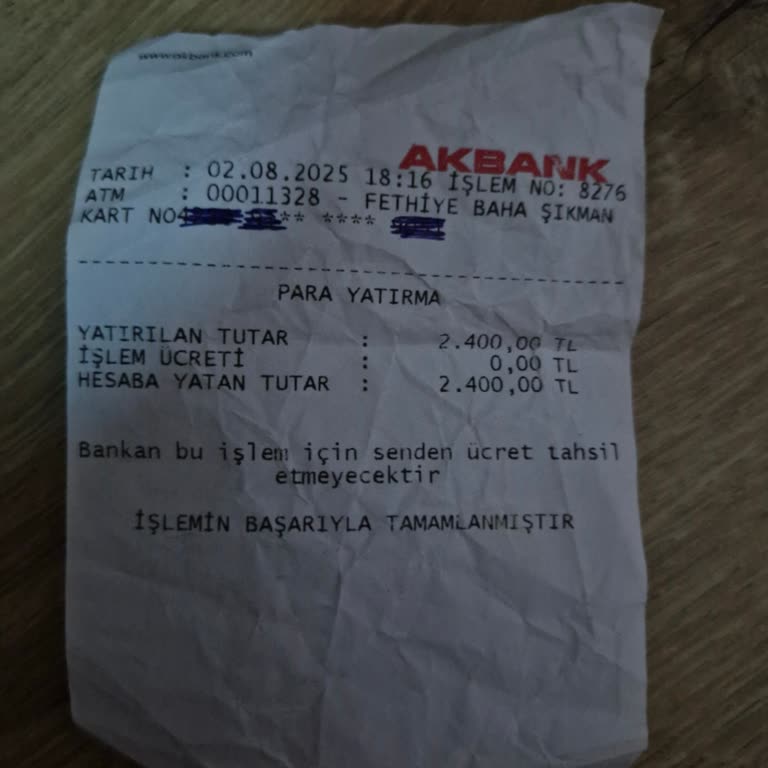 www.akbank.com
AKBANK
TARIH : 02.08.2025 18:16 İŞLEM NO: 8276
ATM : 00011328 - FETHİYE BAHA ŞIKMAN
KART NO ** ****
PARA YATIRMA
YATIRILAN TUTAR : 2.400,00 TL
İŞLEM ÜCRETİ : 0,00 TL
HESABA YATAN TUTAR : 2.400,00 TL
Bankan bu işlem için senden ücret tahsil
etmeyecektir
İŞLEMİN BAŞARIYLA TAMAMLANMIŞTIR